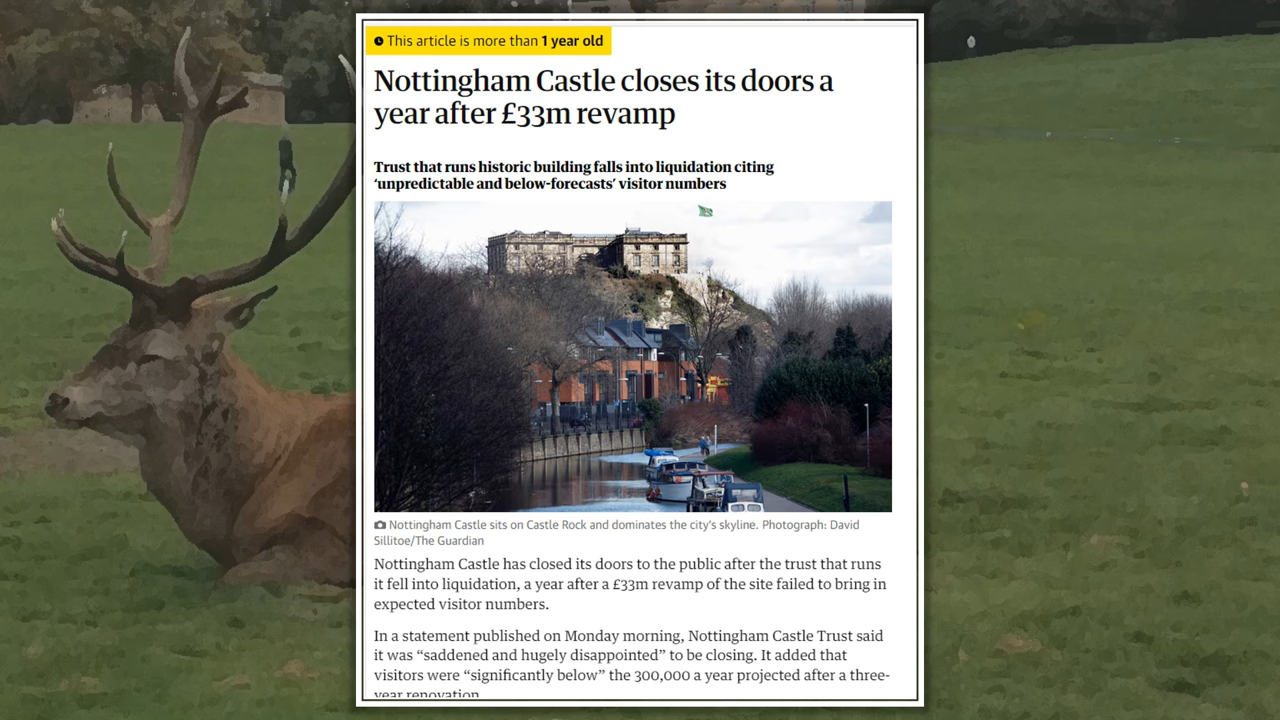 This article is more than 1 year old
Nottingham Castle closes its doors a
year after £33m revamp
Trust that runs historic building falls into liquidation citing
‘unpredictable and below-forecasts’ visitor numbers
Nottingham Castle sits on Castle Rock and dominates the city’s skyline. Photograph: David
Sillitoe/The Guardian
Nottingham Castle has closed its doors to the public after the trust that runs
it fell into liquidation, a year after a £33m revamp of the site failed to bring in
expected visitor numbers.
In a statement published on Monday morning, Nottingham Castle Trust said
it was “saddened and hugely disappointed” to be closing. It added that
visitors were “significantly below” the 300,000 a year projected after a three-
year renovation